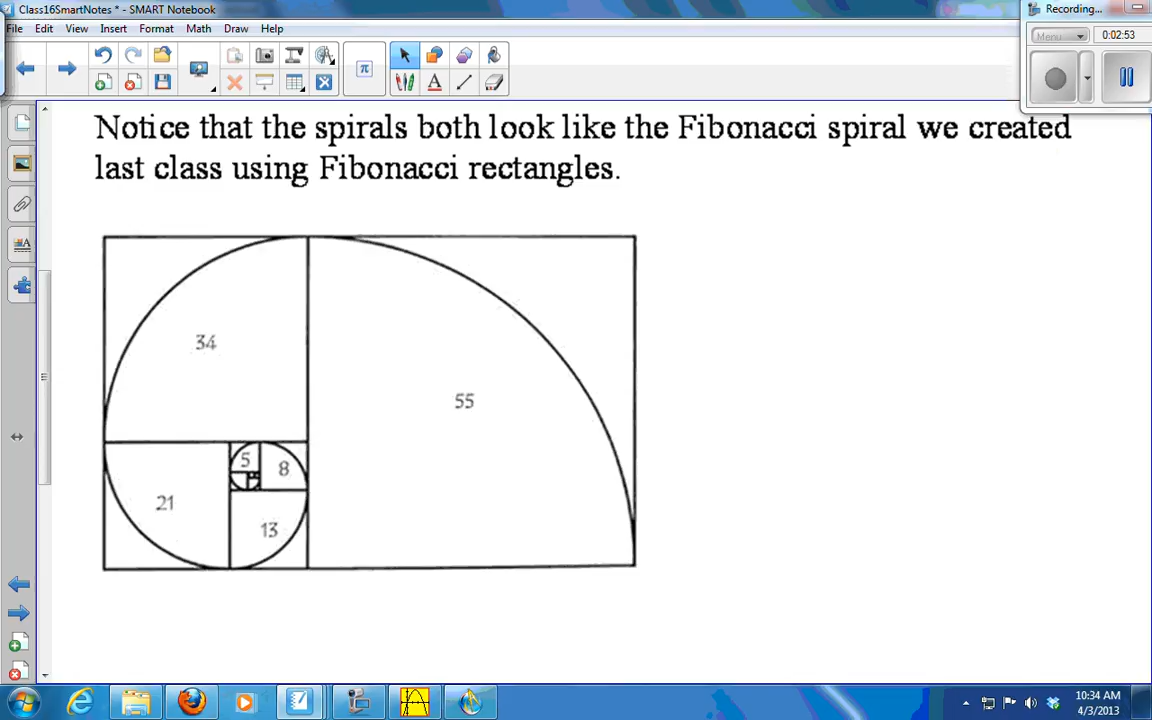 Class16SmartNotes * - SMART Notebook
Recording...
File Edit View Insert Format Math Draw Help
Menu
0:02:53
π
A
Notice that the spirals both look like the Fibonacci spiral we created
last class using Fibonacci rectangles.
34
55
5
8
21
13
10:34 AM
4/3/2013